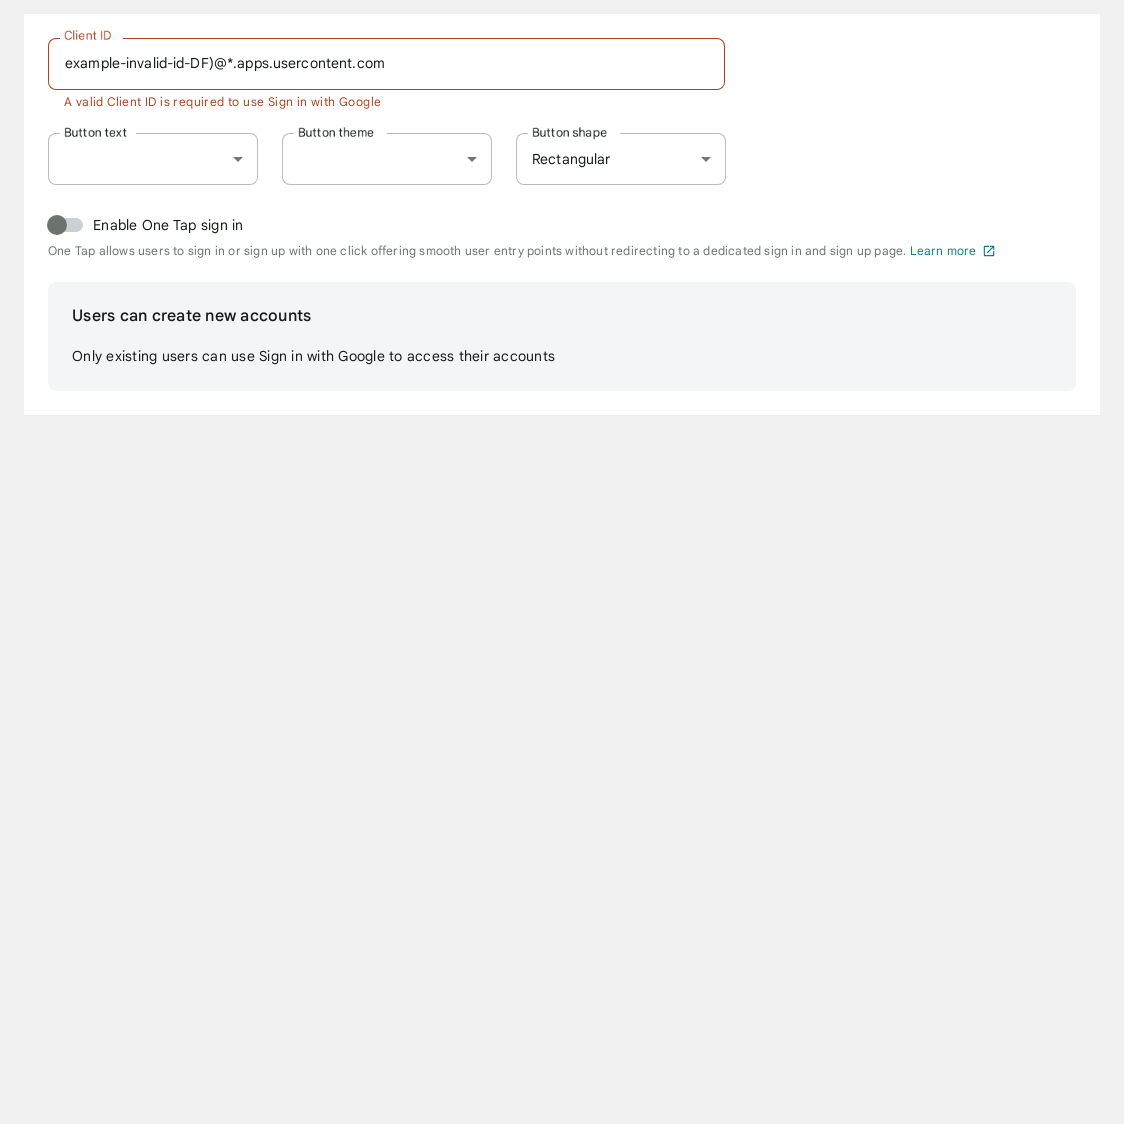 Client ID
example-invalid-id-DF)@*.apps.usercontent.com
A valid Client ID is required to use Sign in with Google
Button text
Button theme
Button shape
Rectangular
Enable One Tap sign in
One Tap allows users to sign in or sign up with one click offering smooth user entry points without redirecting to a dedicated sign in and sign up page. Learn more
Users can create new accounts
Only existing users can use Sign in with Google to access their accounts